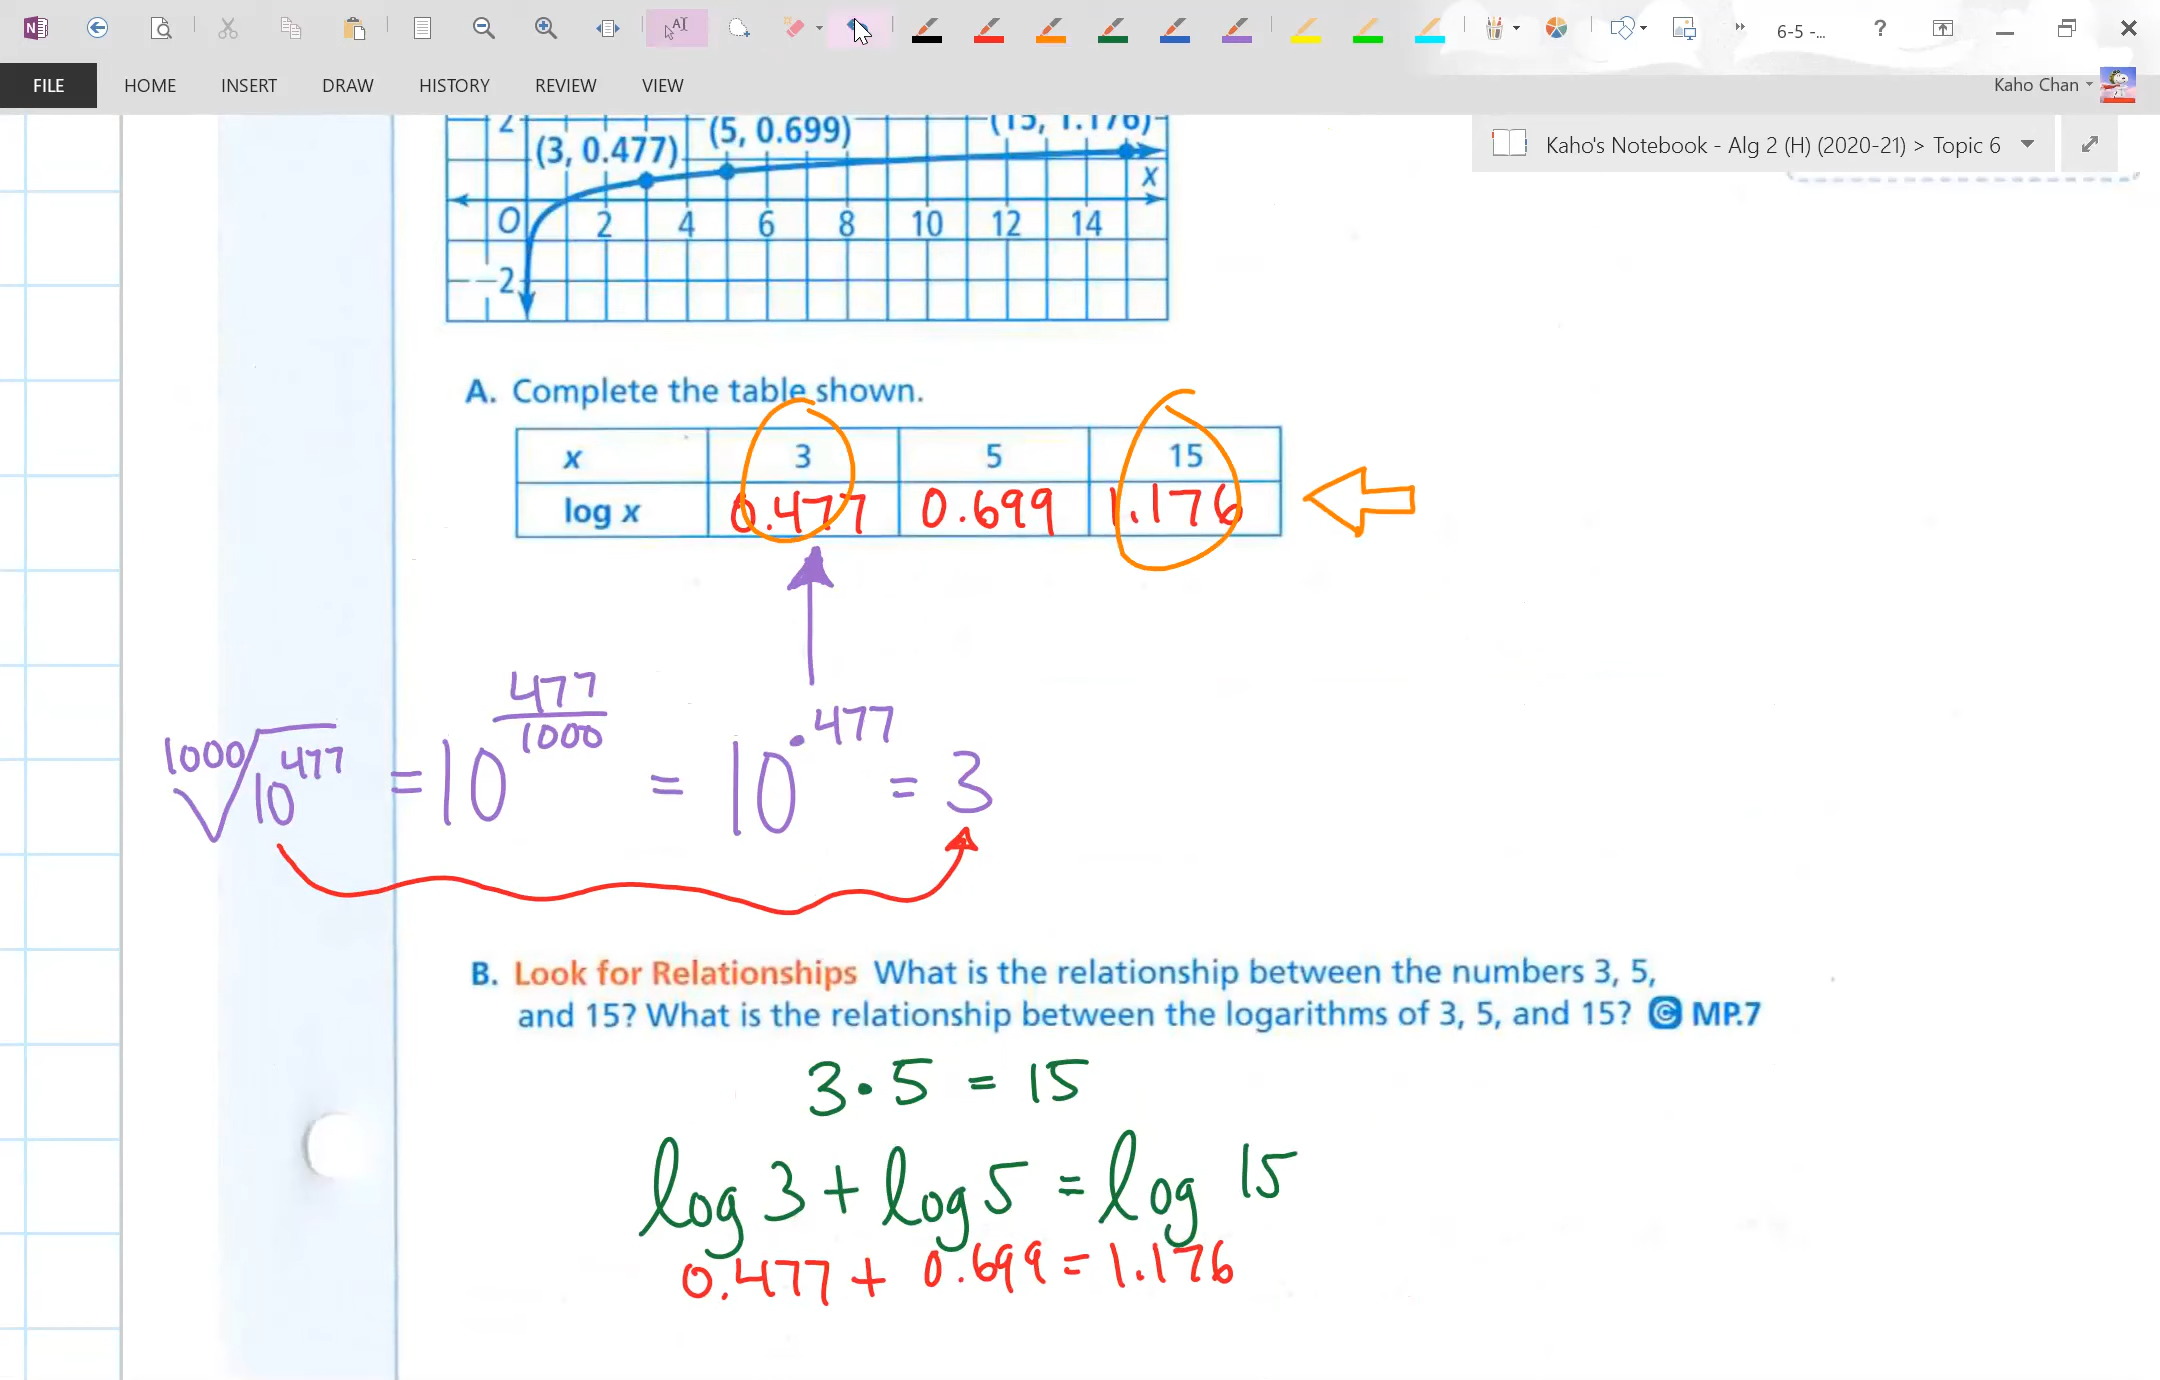 6-5 -...
FILE HOME INSERT DRAW HISTORY REVIEW VIEW
Kaho Chan
Kaho's Notebook - Alg 2 (H) (2020-21) > Topic 6
2 (3, 0.477) (5, 0.699) (15, 1.176)
x
O 2 4 6 8 10 12 14
-2
A. Complete the table shown.
x 3 5 15
log x 0.477 0.699 1.176
1000√10^477 = 10^(477/1000) = 10^.477 = 3
B. Look for Relationships What is the relationship between the numbers 3, 5,
and 15? What is the relationship between the logarithms of 3, 5, and 15? © MP.7
3 • 5 = 15
log 3 + log 5 = log 15
0.477 + 0.699 = 1.176